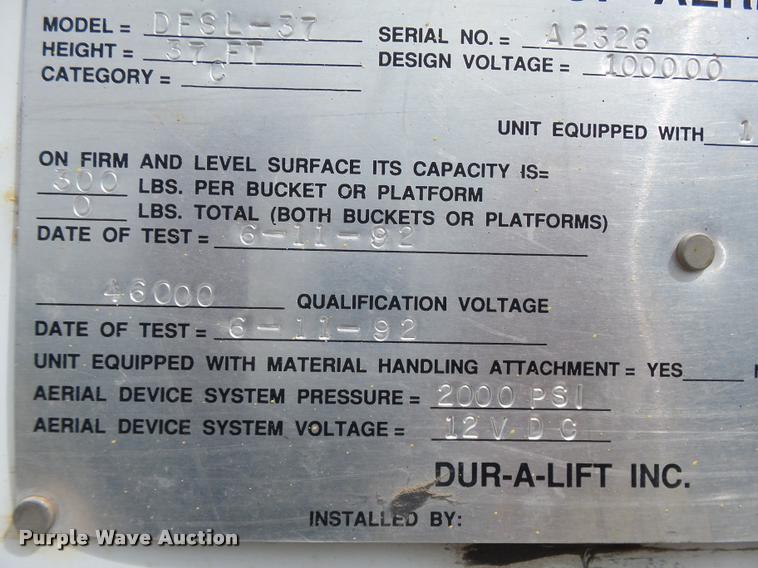 MODEL = DFSL-37
SERIAL NO. = A2326
HEIGHT = 37 FT
DESIGN VOLTAGE = 100000
CATEGORY = C
UNIT EQUIPPED WITH 1
ON FIRM AND LEVEL SURFACE ITS CAPACITY IS=
300 LBS. PER BUCKET OR PLATFORM
0 LBS. TOTAL (BOTH BUCKETS OR PLATFORMS)
DATE OF TEST = 6-11-92
46000 QUALIFICATION VOLTAGE
DATE OF TEST = 6-11-92
UNIT EQUIPPED WITH MATERIAL HANDLING ATTACHMENT = YES
AERIAL DEVICE SYSTEM PRESSURE = 2000 PSI
AERIAL DEVICE SYSTEM VOLTAGE = 12 V D C
DUR-A-LIFT INC.
INSTALLED BY:
Purple Wave Auction